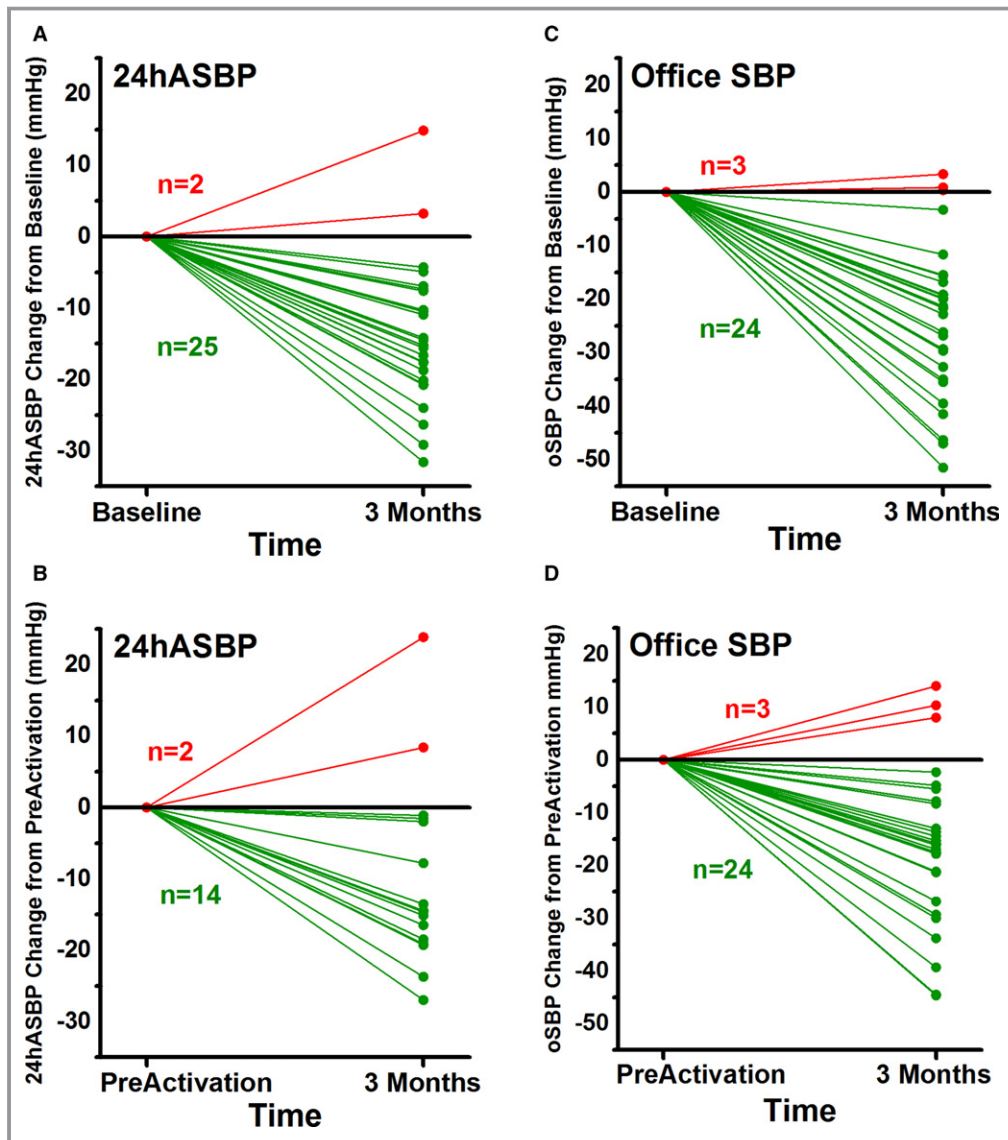 A
24hASBP Change from Baseline (mmHg)
24hASBP
20
10
0
-10
-20
-30
n=2
n=25
Baseline
3 Months
Time
C
oSBP Change from Baseline (mmHg)
Office SBP
20
10
0
-10
-20
-30
-40
-50
n=3
n=24
Baseline
3 Months
Time
B
24hASBP Change from PreActivation (mmHg)
24hASBP
20
10
0
-10
-20
-30
n=2
n=14
PreActivation
3 Months
Time
D
oSBP Change from PreActivation mmHg)
Office SBP
20
10
0
-10
-20
-30
-40
-50
n=3
n=24
PreActivation
3 Months
Time